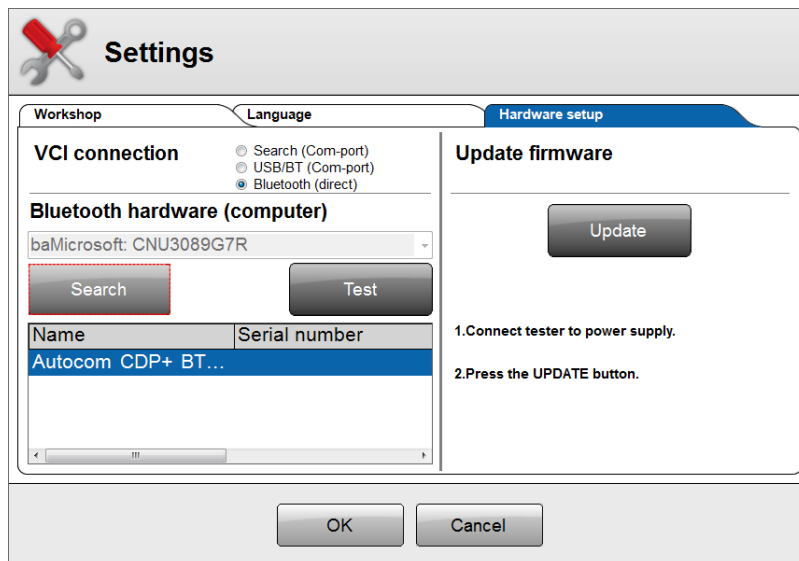 Settings
Workshop
Language
Hardware setup
VCI connection
Search (Com-port)
USB/BT (Com-port)
Bluetooth (direct)
Bluetooth hardware (computer)
baMicrosoft: CNU3089G7R
Search
Test
Name
Serial number
Autocom CDP+ BT...
Update firmware
Update
1.Connect tester to power supply.
2.Press the UPDATE button.
OK
Cancel